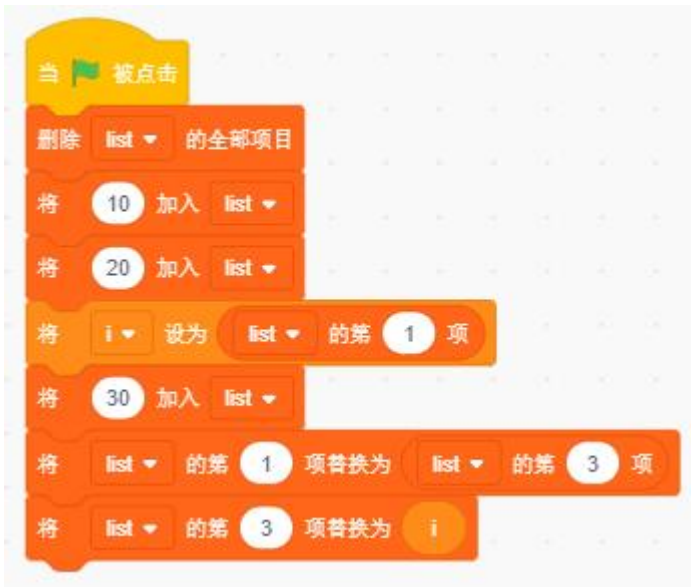 当 被点击
删除 list 的全部项目
将 10 加入 list
将 20 加入 list
将 i 设为 list 的第 1 项
将 30 加入 list
将 list 的第 1 项替换为 list 的第 3 项
将 list 的第 3 项替换为 i